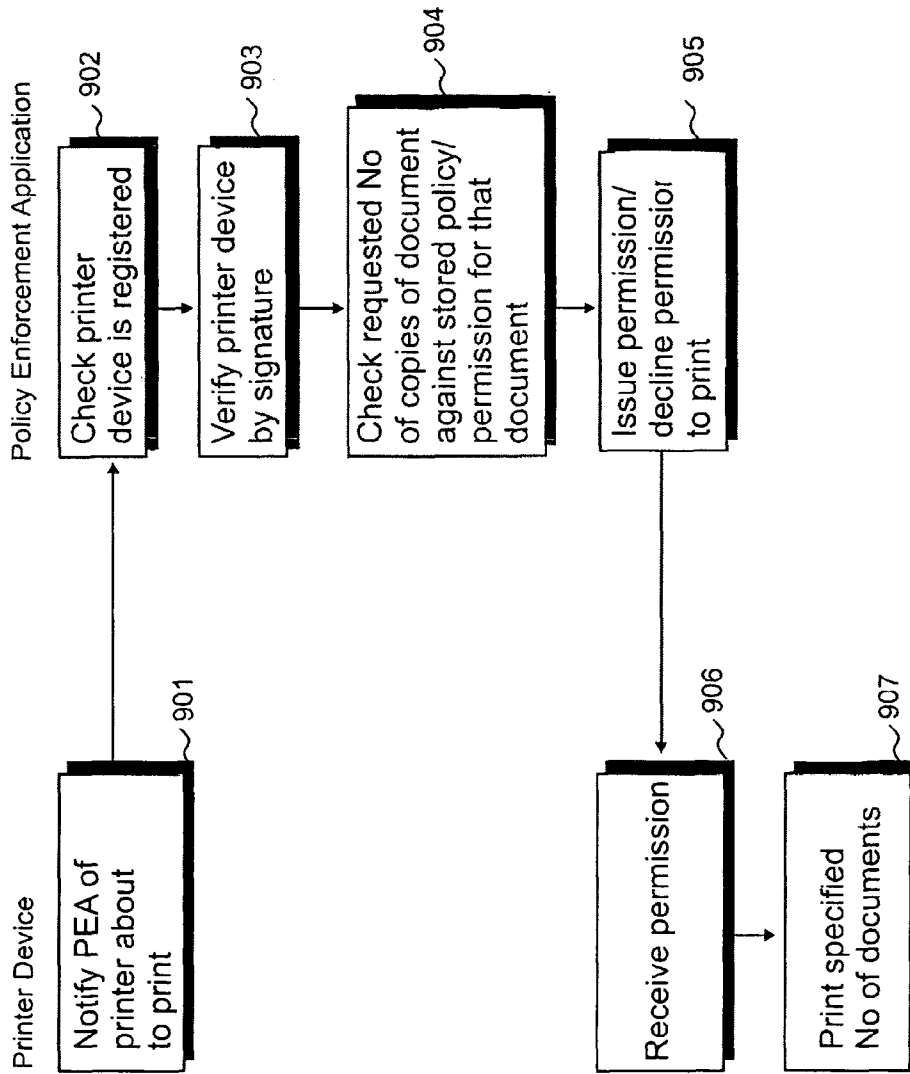 Printer Device
Policy Enforcement Application
Notify PEA of
printer about
to print
901
Check printer
device is registered
902
Verify printer device
by signature
903
Check requested No
of copies of document
against stored policy/
permission for that
document
904
Issue permission/
decline permission
to print
905
Receive permission
906
Print specified
No of documents
907